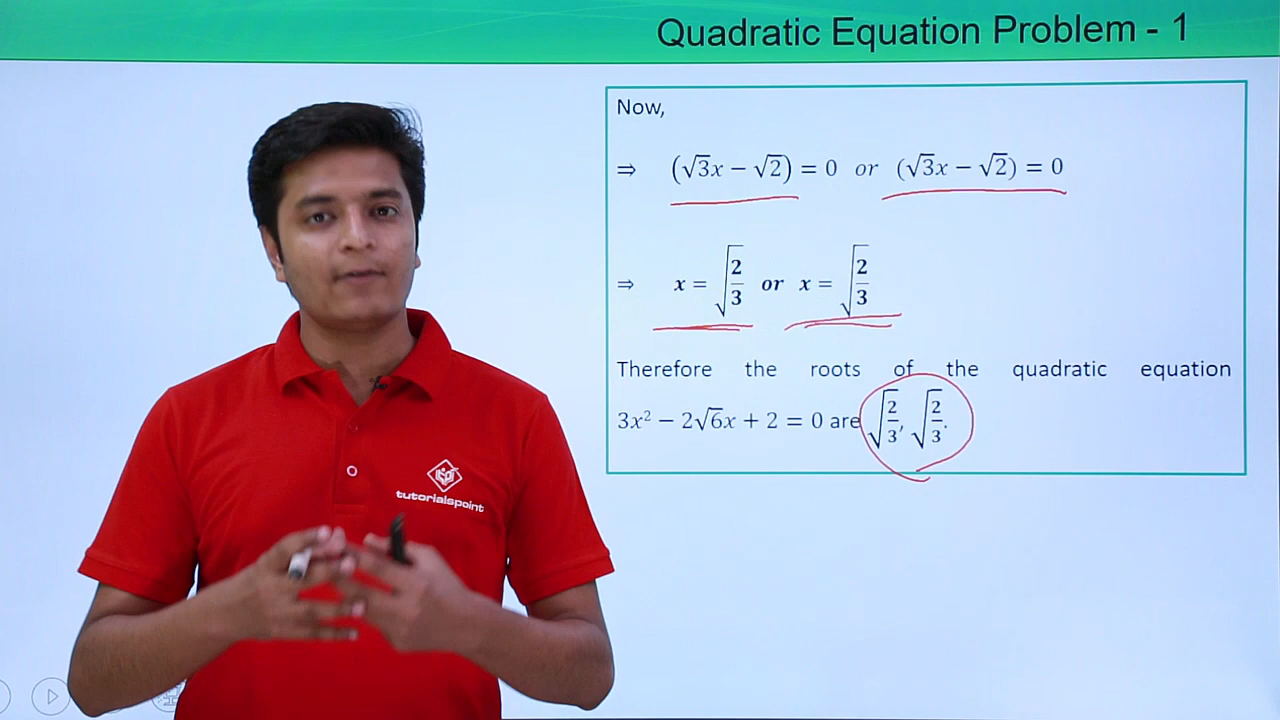 Quadratic Equation Problem - 1
Now,
⇒ (√3x − √2) = 0 or (√3x − √2) = 0
⇒ x = √(2/3) or x = √(2/3)
Therefore the roots of the quadratic equation
3x² − 2√6x + 2 = 0 are √(2/3), √(2/3).
tutorialspoint